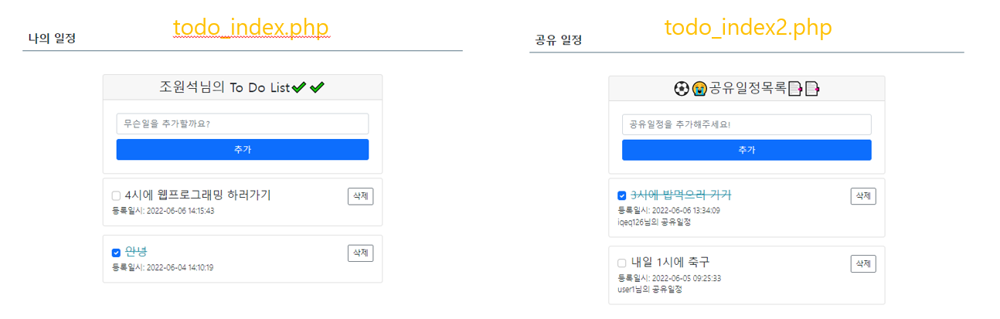 todo_index.php
나의 일정
조원석님의 To Do List✔✔
무슨일을 추가할까요?
추가
4시에 웹프로그래밍 하러가기
삭제
등록일시: 2022-06-06 14:15:43
안녕
삭제
등록일시: 2022-06-04 14:10:19
todo_index2.php
공유 일정
⚽😭공유일정목록📑📑
공유일정을 추가해주세요!
추가
3시에 밥먹으러 가기
삭제
등록일시: 2022-06-06 13:34:09
iqeq126님의 공유일정
내일 1시에 축구
삭제
등록일시: 2022-06-05 09:25:33
user1님의 공유일정